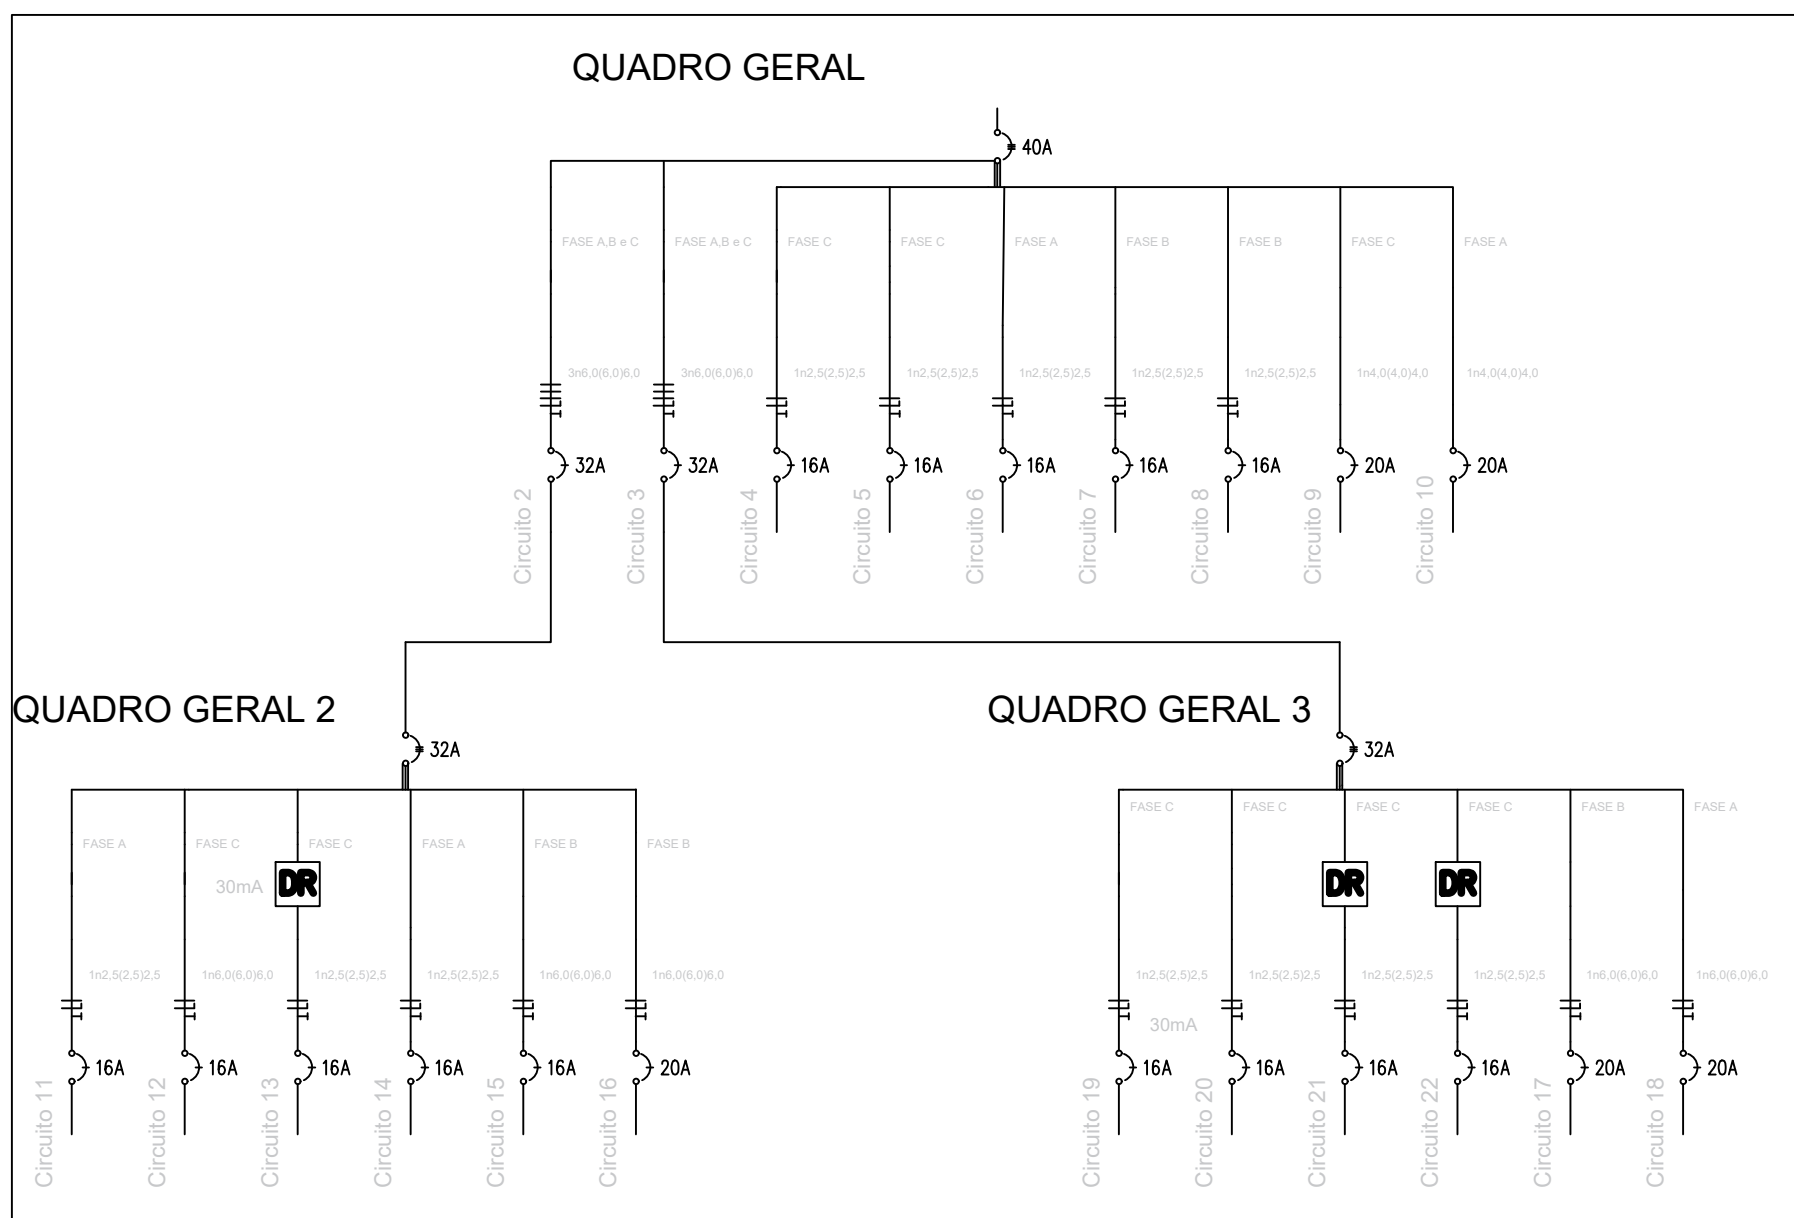 QUADRO GERAL
40A
FASE A,B e C FASE A,B e C FASE C FASE C FASE A FASE B FASE B FASE C FASE A
3n6,0(6,0)6,0 3n6,0(6,0)6,0 1n2,5(2,5)2,5 1n2,5(2,5)2,5 1n2,5(2,5)2,5 1n2,5(2,5)2,5 1n2,5(2,5)2,5 1n4,0(4,0)4,0 1n4,0(4,0)4,0
32A 32A 16A 16A 16A 16A 16A 20A 20A
Circuito 2
Circuito 3
Circuito 4
Circuito 5
Circuito 6
Circuito 7
Circuito 8
Circuito 9
Circuito 10
QUADRO GERAL 2
32A
FASE A FASE C FASE C FASE A FASE B FASE B
30mA DR
1n2,5(2,5)2,5 1n6,0(6,0)6,0 1n2,5(2,5)2,5 1n2,5(2,5)2,5 1n6,0(6,0)6,0 1n6,0(6,0)6,0
16A 16A 16A 16A 16A 20A
Circuito 11
Circuito 12
Circuito 13
Circuito 14
Circuito 15
Circuito 16
QUADRO GERAL 3
32A
FASE C FASE C FASE C FASE C FASE B FASE A
DR DR
1n2,5(2,5)2,5 1n2,5(2,5)2,5 1n2,5(2,5)2,5 1n2,5(2,5)2,5 1n6,0(6,0)6,0 1n6,0(6,0)6,0
30mA
16A 16A 16A 16A 20A 20A
Circuito 19
Circuito 20
Circuito 21
Circuito 22
Circuito 17
Circuito 18